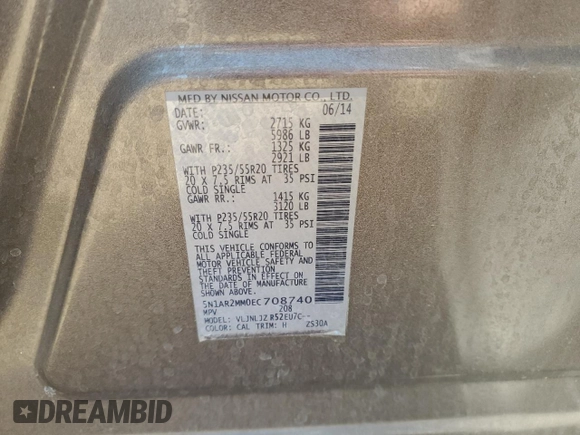 MFD BY NISSAN MOTOR CO., LTD.
DATE: 06/14
GVWR: 2715 KG
5986 LB
GAWR FR.: 1325 KG
2921 LB
WITH P235/55R20 TIRES
20 X 7.5 RIMS AT 35 PSI
COLD SINGLE
GAWR RR.: 1415 KG
3120 LB
WITH P235/55R20 TIRES
20 X 7.5 RIMS AT 35 PSI
COLD SINGLE
THIS VEHICLE CONFORMS TO
ALL APPLICABLE FEDERAL
MOTOR VEHICLE SAFETY AND
THEFT PREVENTION
STANDARDS IN EFFECT ON
THE DATE OF MANUFACTURE
SHOWN ABOVE.
5N1AR2MM0EC708740
MPV 208
MODEL: VLJNLJZ R52EU7C--
COLOR: CAL TRIM: H ZS30A
DREAMBID